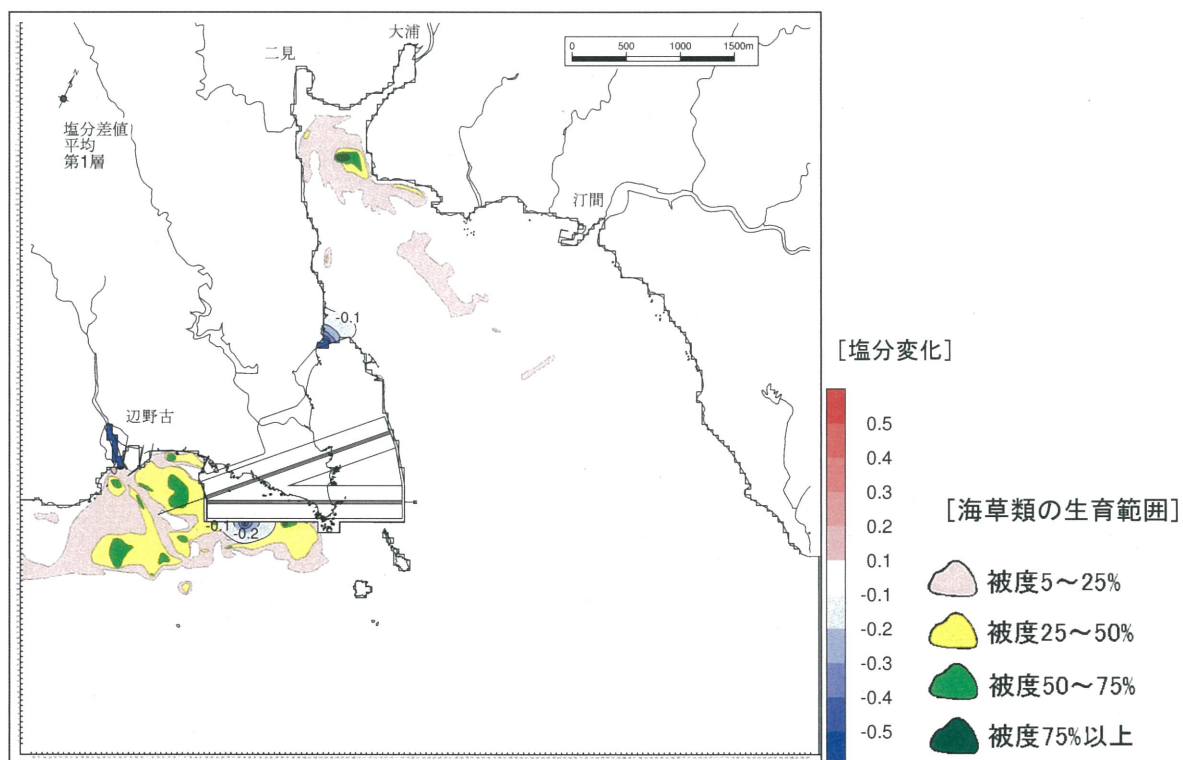 大浦
二見
0 500 1000 1500m
N
塩分差値
平均
第1層
汀間
-0.1
辺野古
-0.1
-0.2
[塩分変化]
0.5
0.4
0.3
0.2
0.1
-0.1
-0.2
-0.3
-0.4
-0.5
[海草類の生育範囲]
被度5～25%
被度25～50%
被度50～75%
被度75%以上